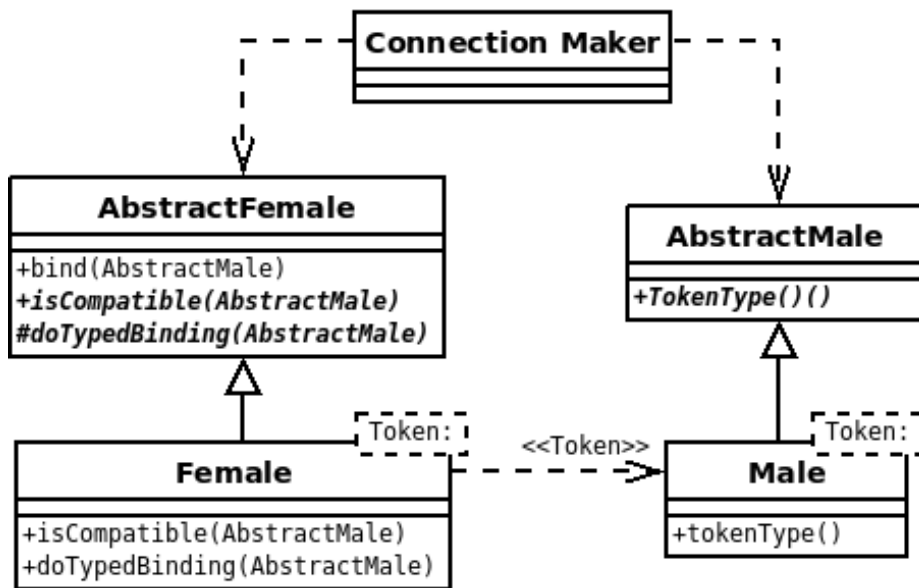 Connection Maker
AbstractFemale
+bind(AbstractMale)
+isCompatible(AbstractMale)
#doTypedBinding(AbstractMale)
AbstractMale
+TokenType()()
Token:
Female
+isCompatible(AbstractMale)
+doTypedBinding(AbstractMale)
<<Token>>
Token:
Male
+tokenType()